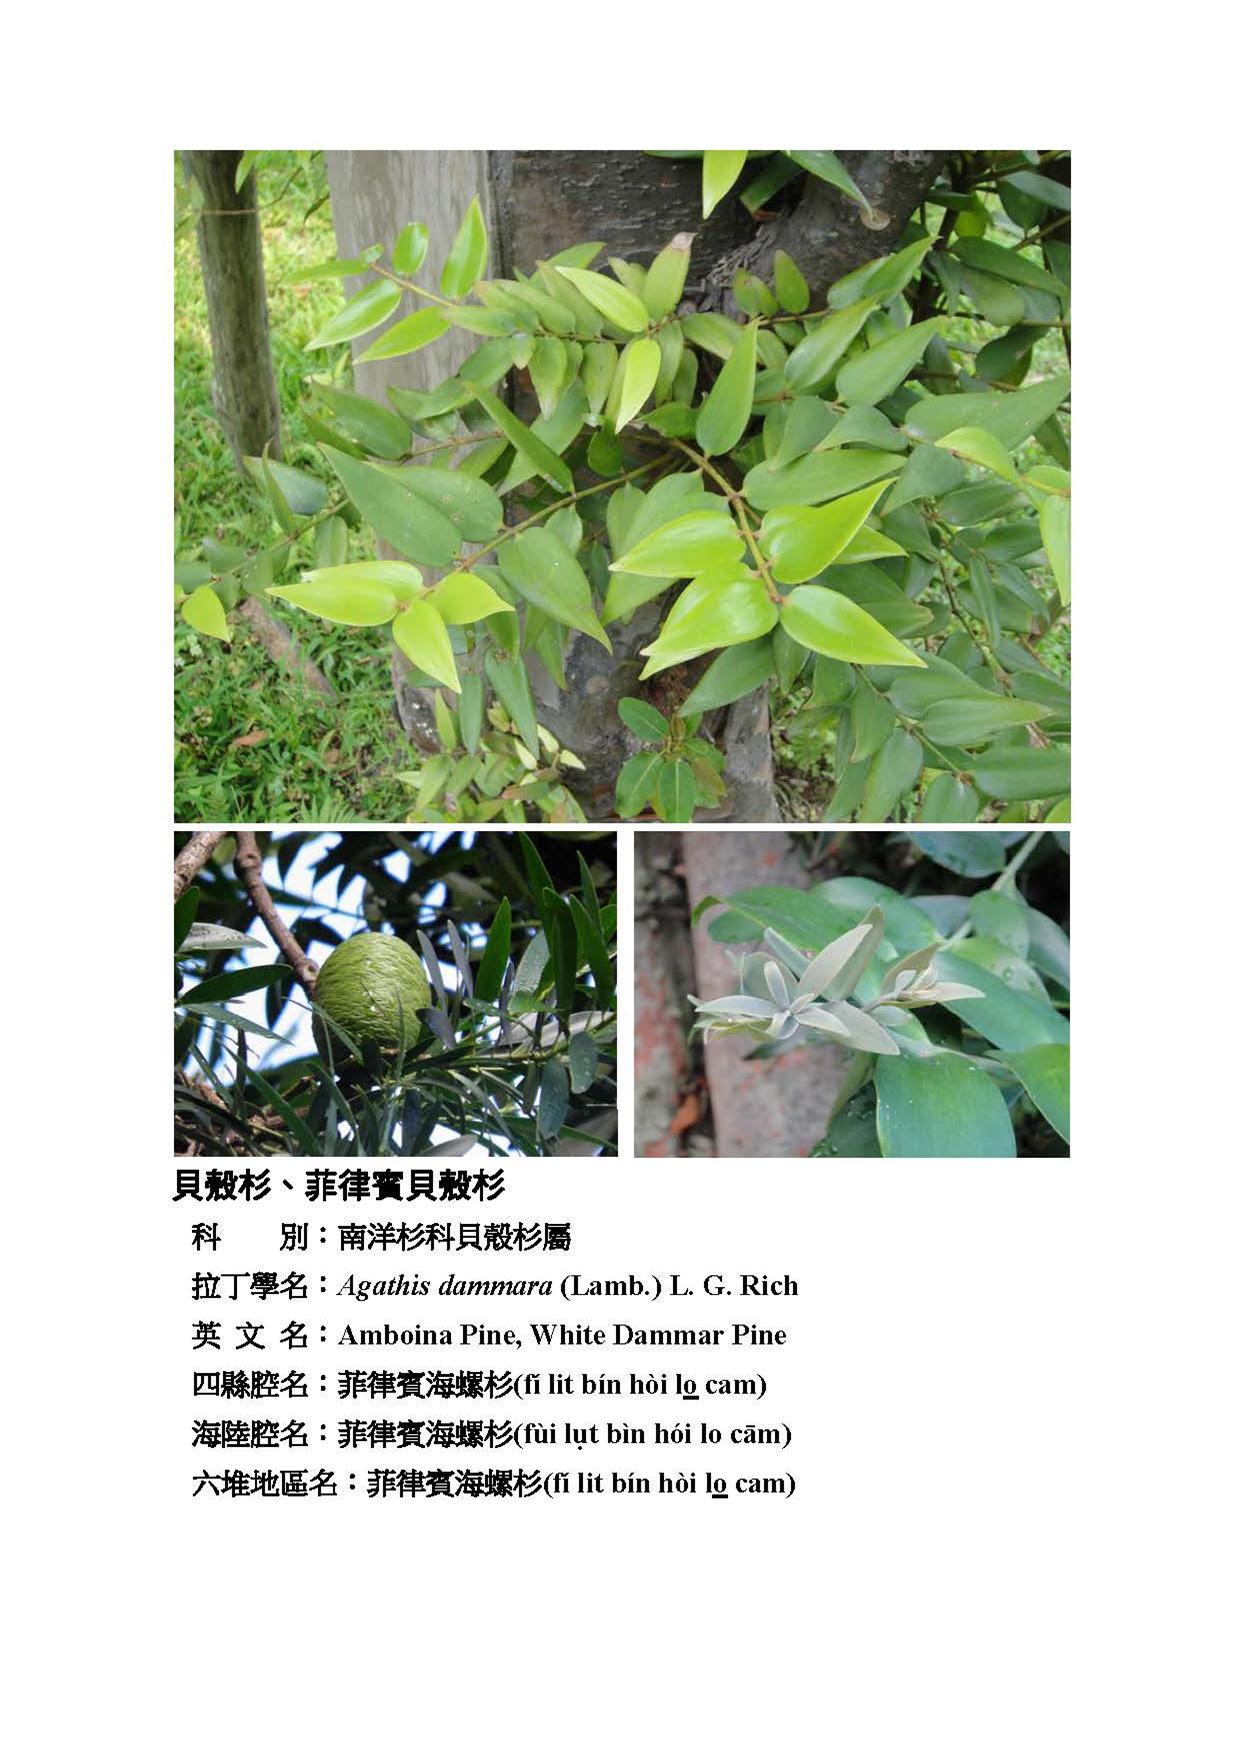 貝殼杉、菲律賓貝殼杉
科　　別：南洋杉科貝殼杉屬
拉丁學名：Agathis dammara (Lamb.) L. G. Rich
英 文 名：Amboina Pine, White Dammar Pine
四縣腔名：菲律賓海螺杉(fí lit bín hòi lo̲ cam)
海陸腔名：菲律賓海螺杉(fùi lụt bìn hói lo cām)
六堆地區名：菲律賓海螺杉(fí lit bín hòi lo̲ cam)